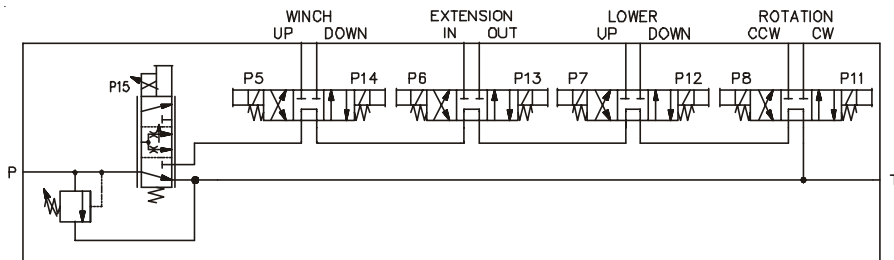 WINCH EXTENSION LOWER ROTATION
UP DOWN IN OUT UP DOWN CCW CW
P15 P5 P14 P6 P13 P7 P12 P8 P11
P